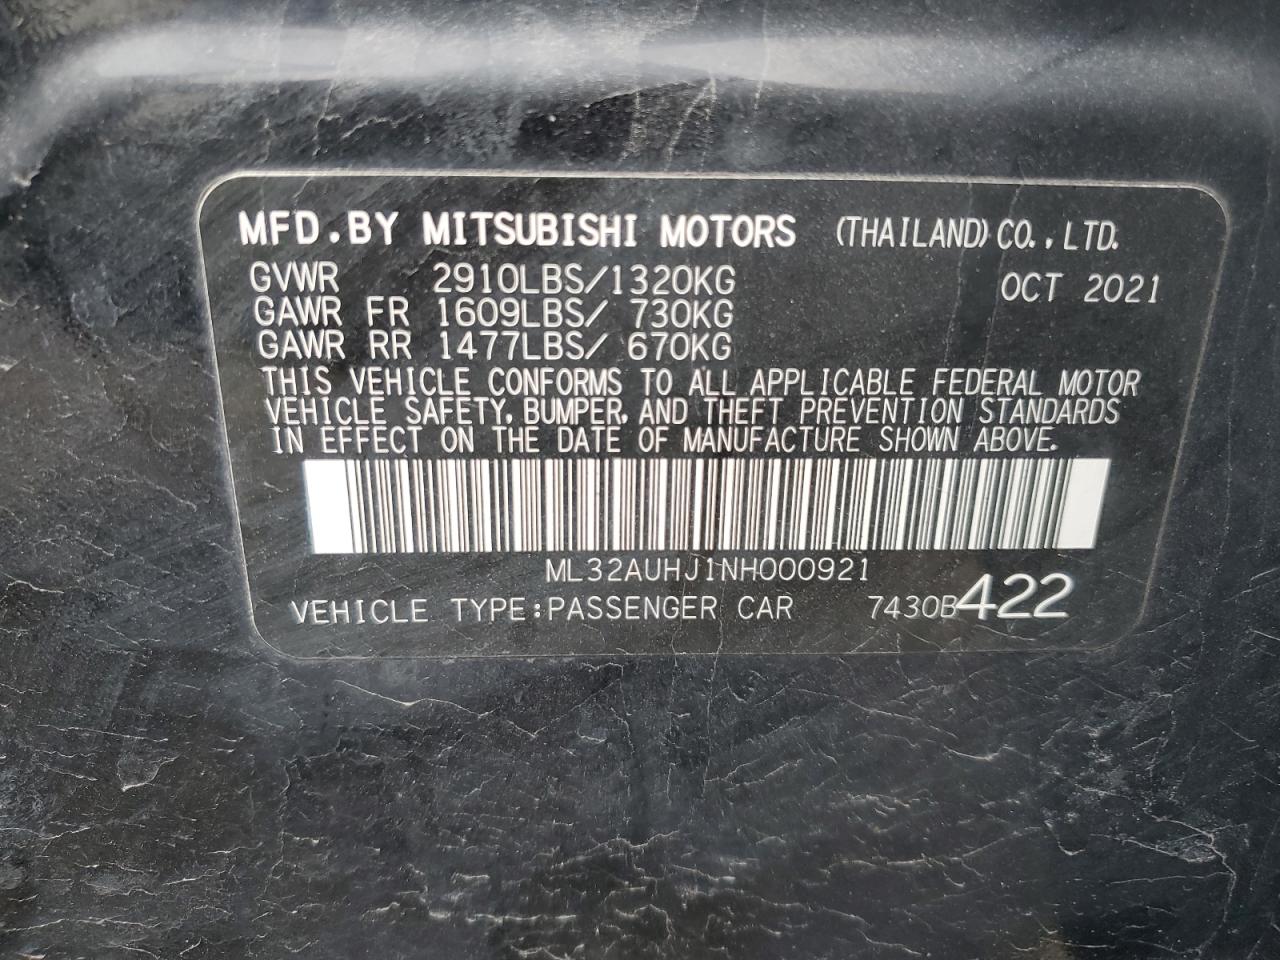 MFD.BY MITSUBISHI MOTORS (THAILAND) CO.,LTD.
GVWR 2910LBS/1320KG OCT 2021
GAWR FR 1609LBS/ 730KG
GAWR RR 1477LBS/ 670KG
THIS VEHICLE CONFORMS TO ALL APPLICABLE FEDERAL MOTOR
VEHICLE SAFETY, BUMPER, AND THEFT PREVENTION STANDARDS
IN EFFECT ON THE DATE OF MANUFACTURE SHOWN ABOVE.
ML32AUHJ1NH000921
VEHICLE TYPE:PASSENGER CAR 7430B422